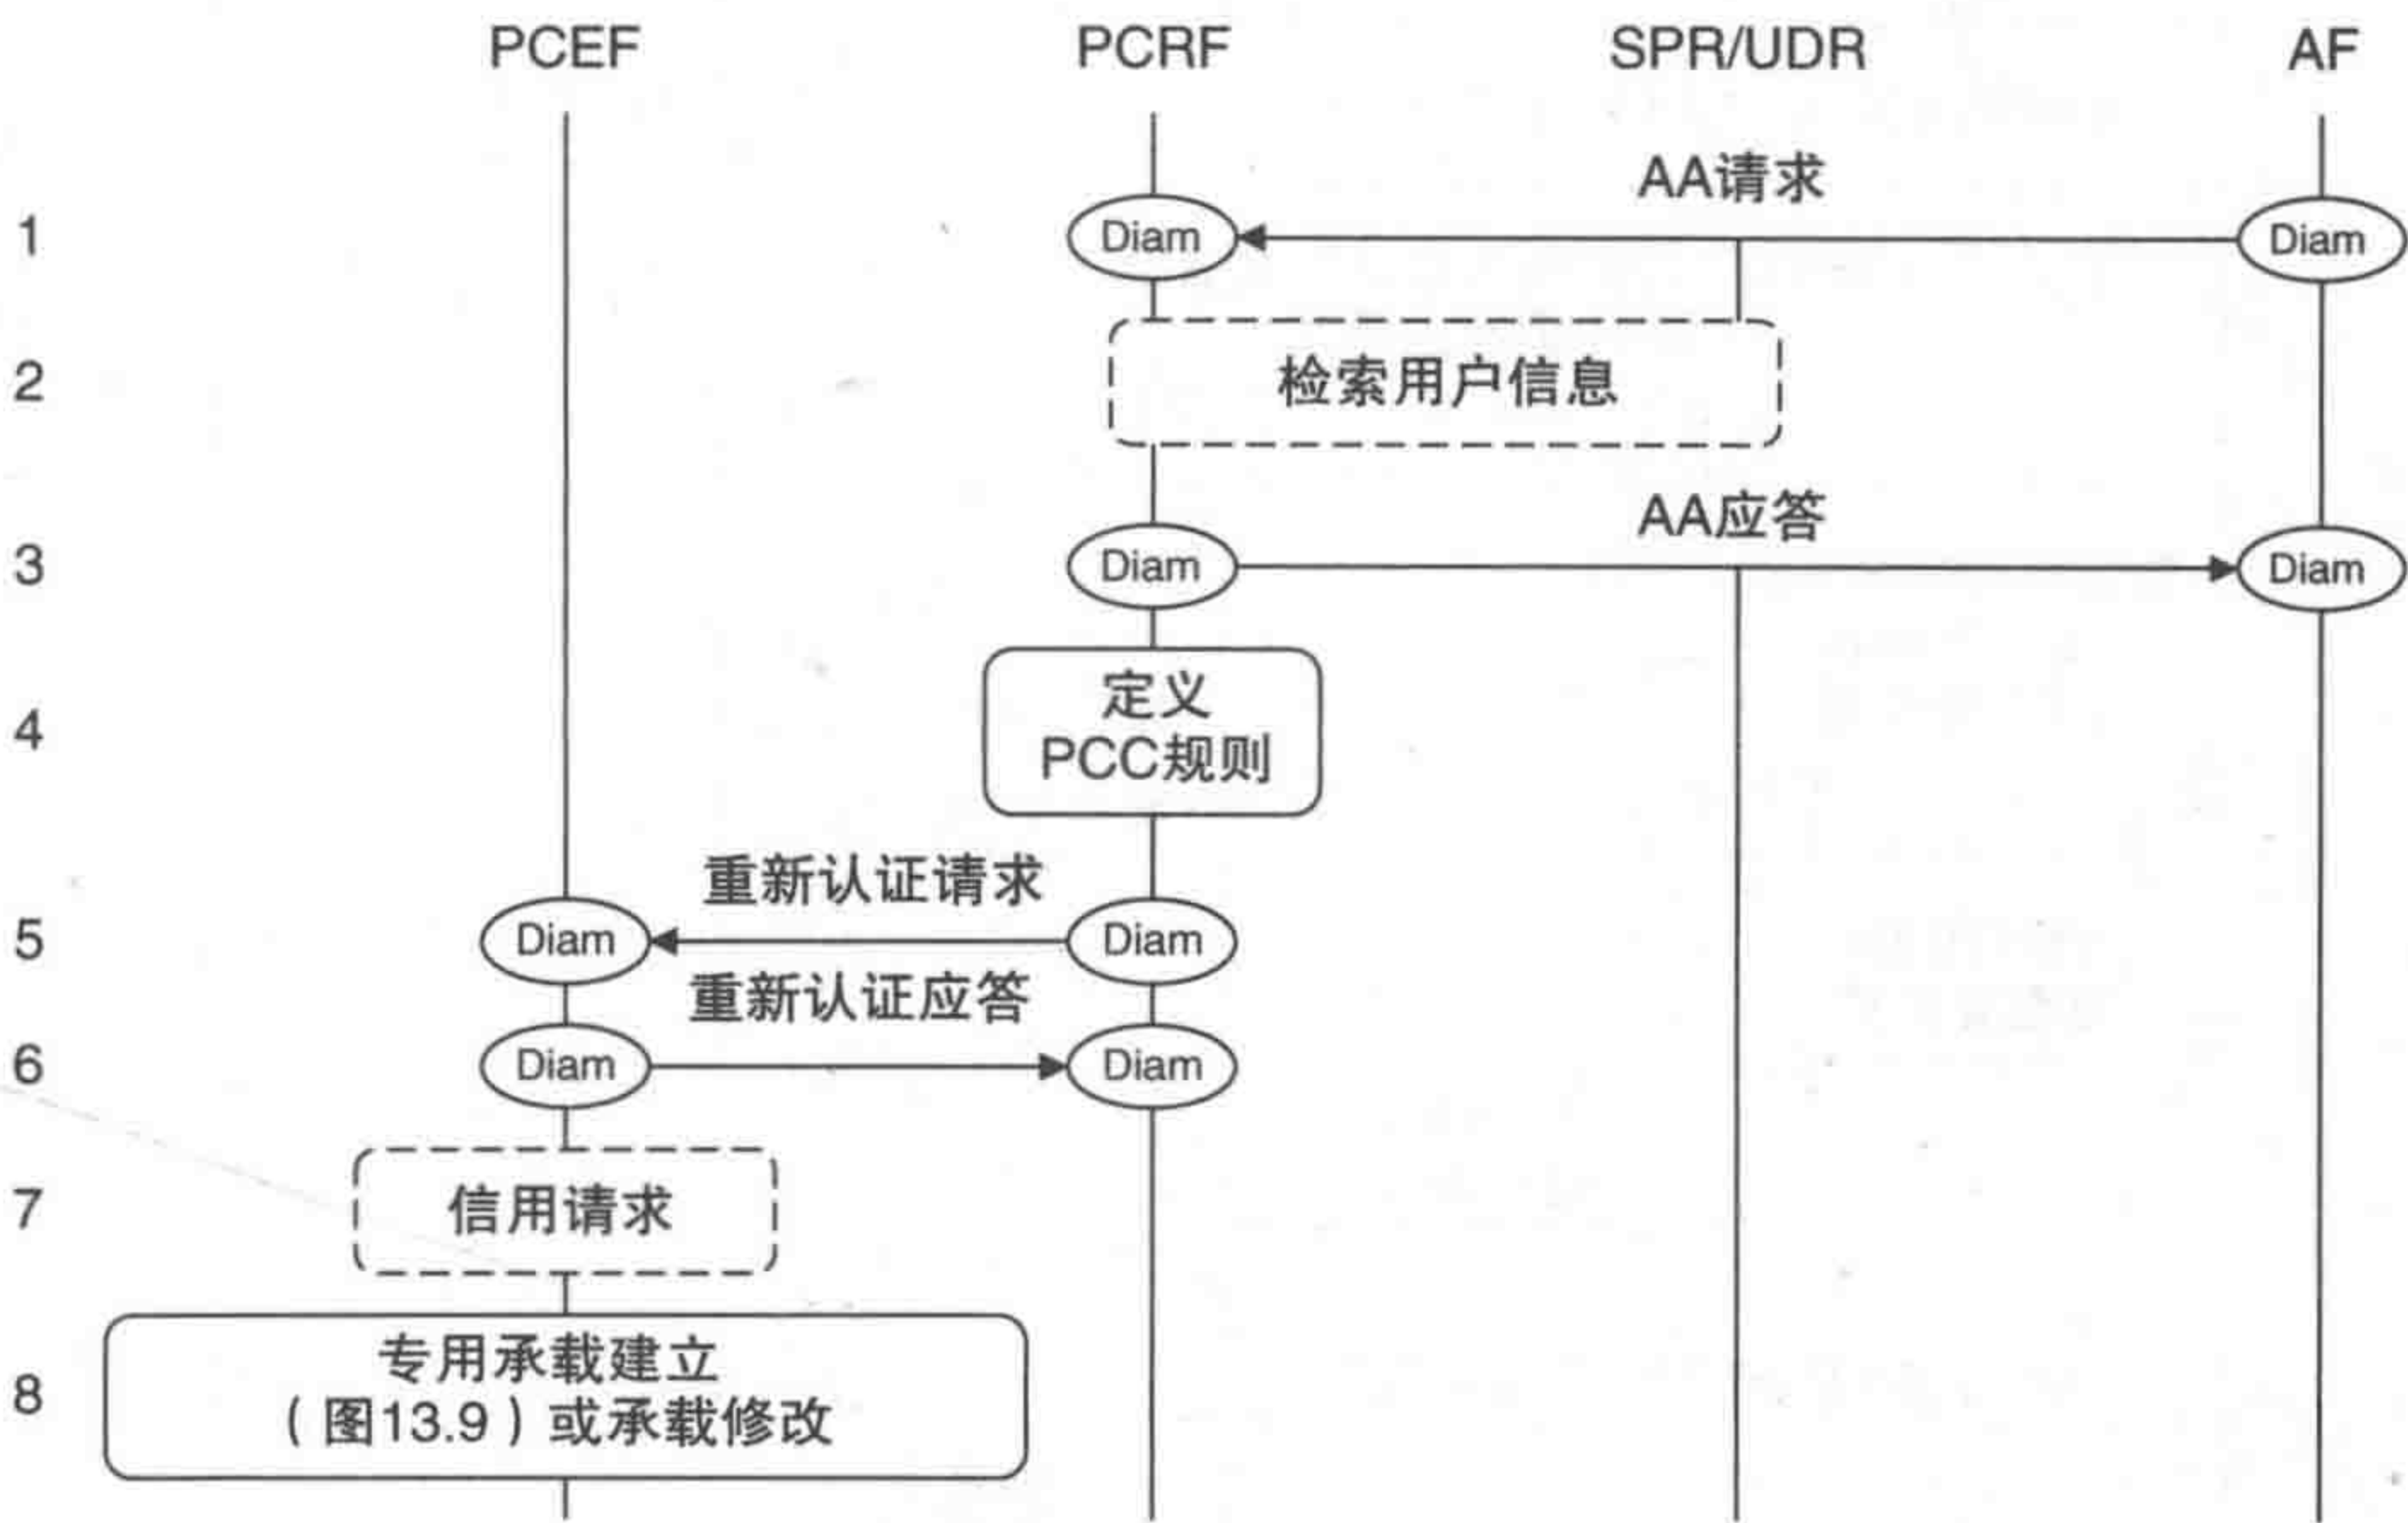 PCEF PCRF SPR/UDR AF
AA请求
1 Diam Diam
2 检索用户信息
AA应答
3 Diam Diam
定义
4
PCC规则
重新认证请求
5 Diam Diam
重新认证应答
6 Diam Diam
7 信用请求
专用承载建立
8
（图13.9）或承载修改